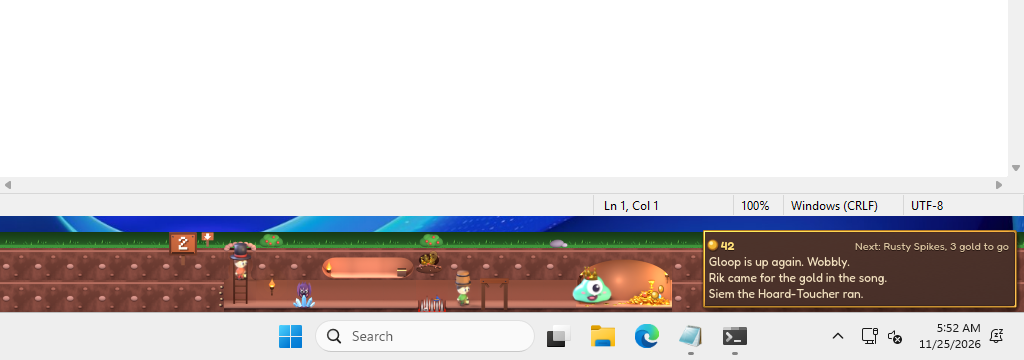 Ln 1, Col 1
100%
Windows (CRLF)
UTF-8
2
42
Next: Rusty Spikes, 3 gold to go
Gloop is up again. Wobbly.
Rik came for the gold in the song.
Siem the Hoard-Toucher ran.
Search
5:52 AM
11/25/2026